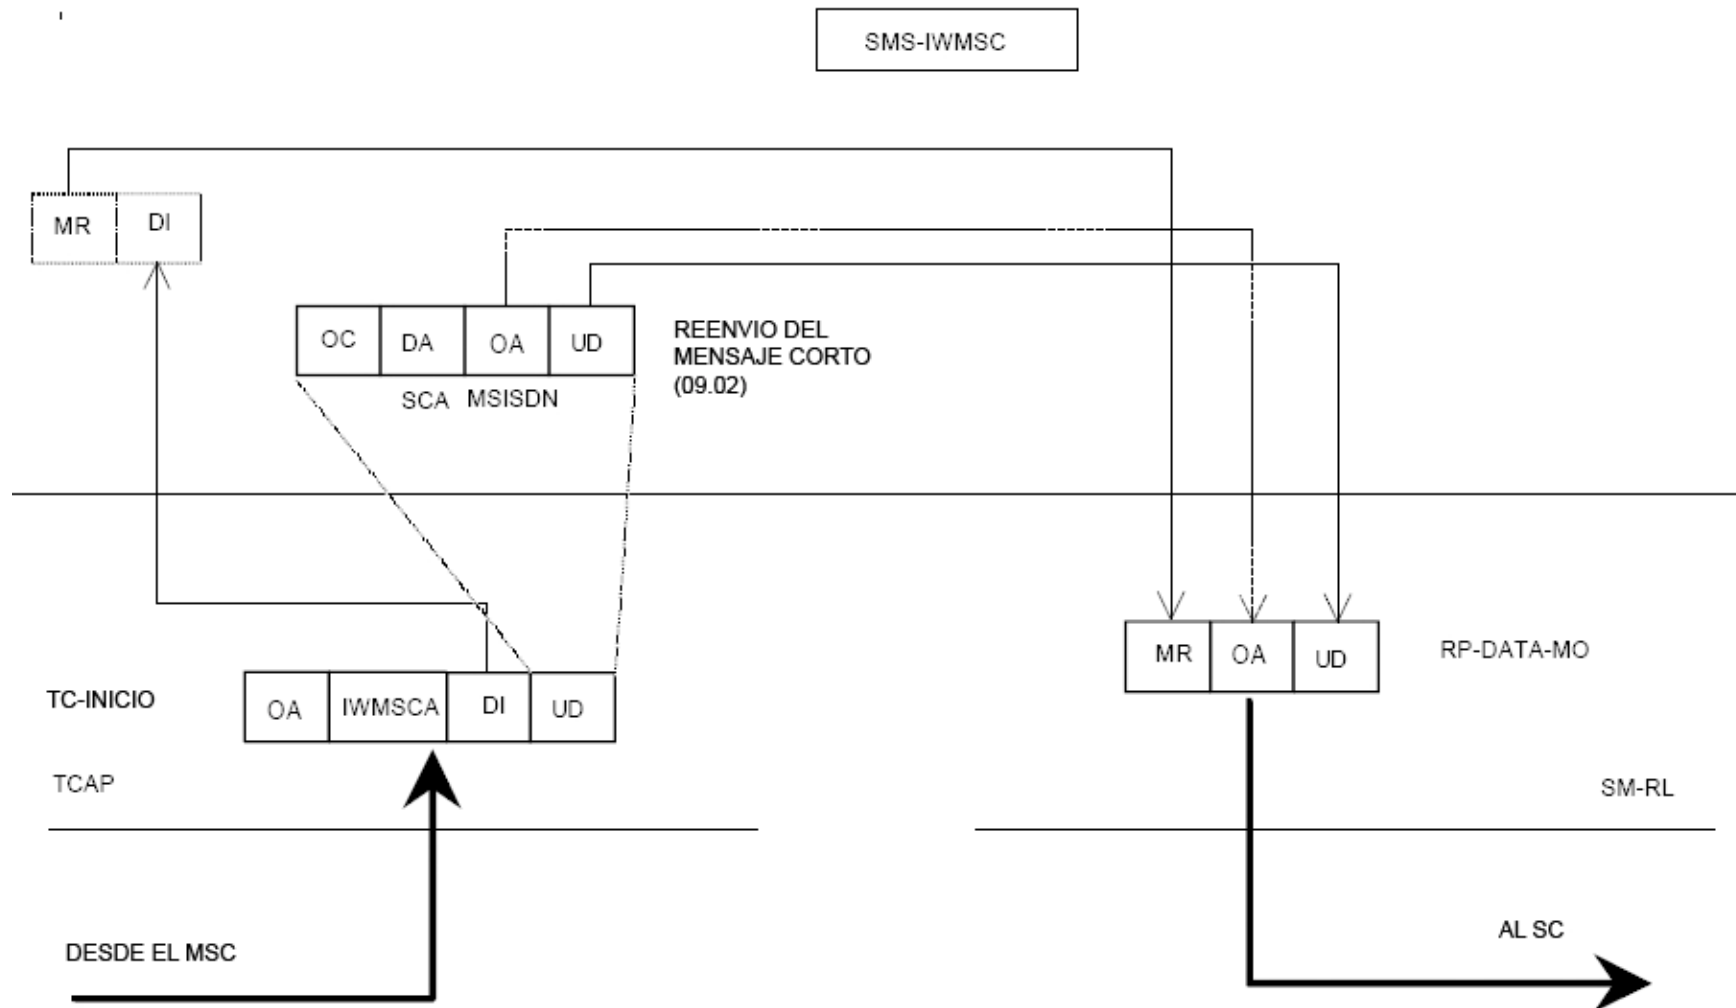 SMS-IWMSC
MR DI
OC DA OA UD
SCA MSISDN
REENVIO DEL
MENSAJE CORTO
(09.02)
MR OA UD
RP-DATA-MO
TC-INICIO
OA IWMSCA DI UD
TCAP
SM-RL
DESDE EL MSC
AL SC